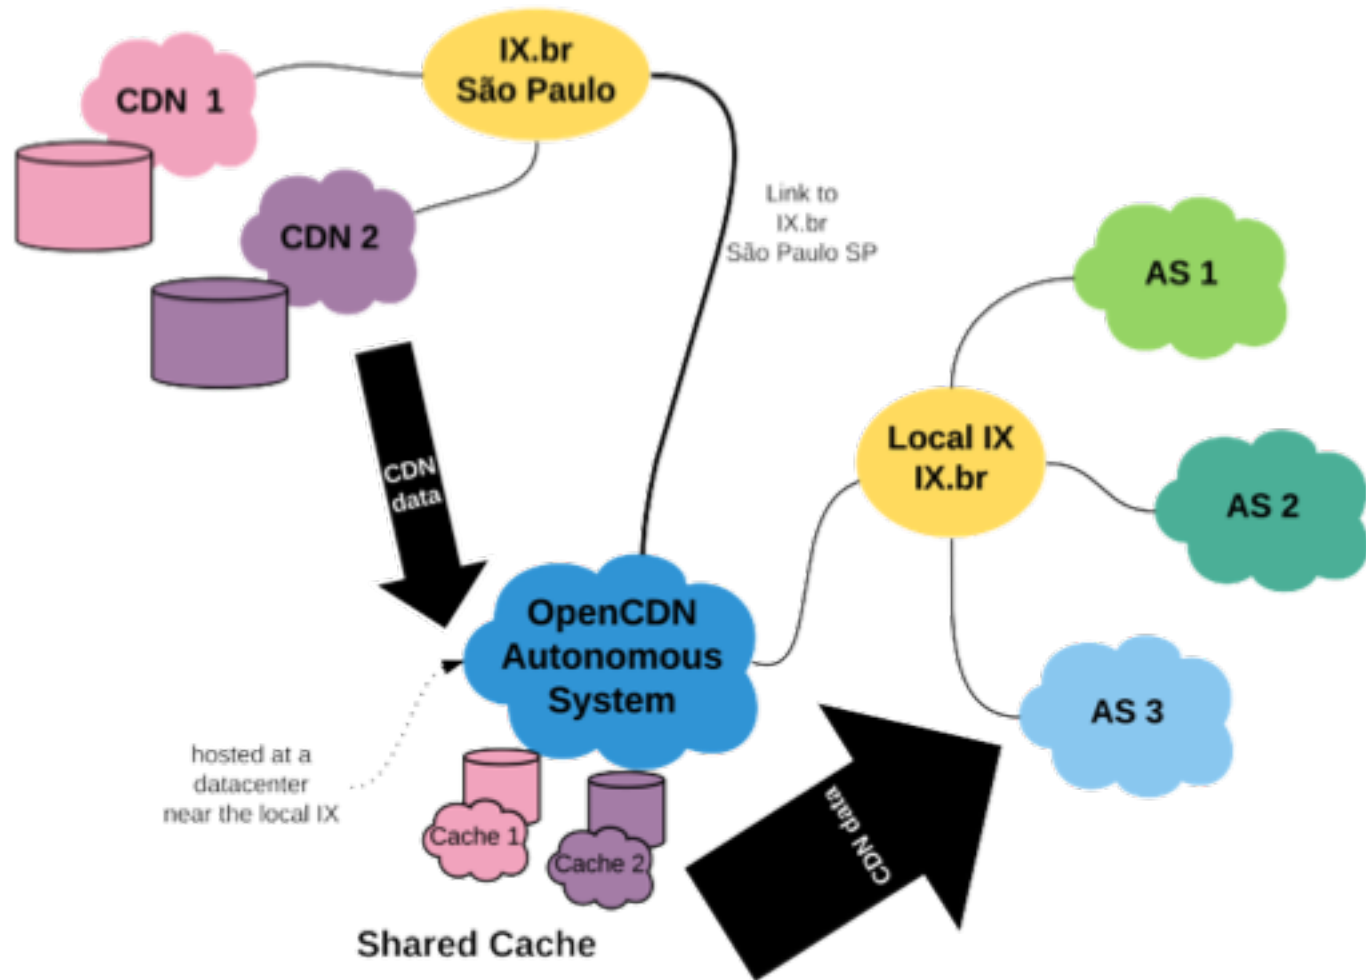 IX.br
São Paulo
CDN  1
CDN 2
Link to
IX.br
São Paulo SP
AS 1
Local IX
IX.br
AS 2
CDN
data
OpenCDN
Autonomous
System
AS 3
hosted at a
datacenter
near the local IX
Cache 1
Cache 2
CDN data
Shared Cache